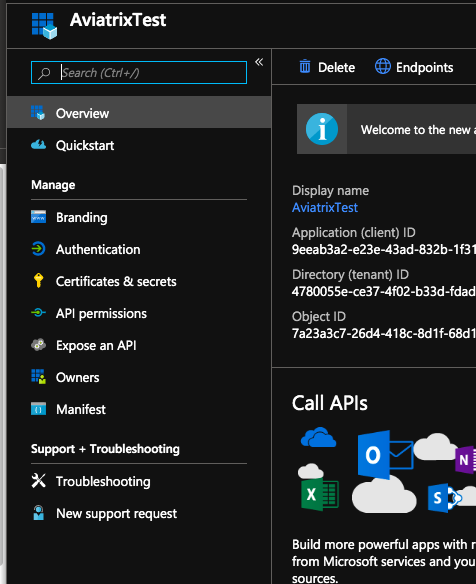 AviatrixTest
Search (Ctrl+/)
«
Overview
Quickstart
Manage
Branding
Authentication
Certificates & secrets
API permissions
Expose an API
Owners
Manifest
Support + Troubleshooting
Troubleshooting
New support request
Delete
Endpoints
Welcome to the new a
Display name
AviatrixTest
Application (client) ID
9eeab3a2-e23e-43ad-832b-1f31
Directory (tenant) ID
4780055e-ce37-4f02-b33d-fdad
Object ID
7a23a3c7-26d4-418c-8d1f-68d1
Call APIs
Build more powerful apps with r
from Microsoft services and you
sources.